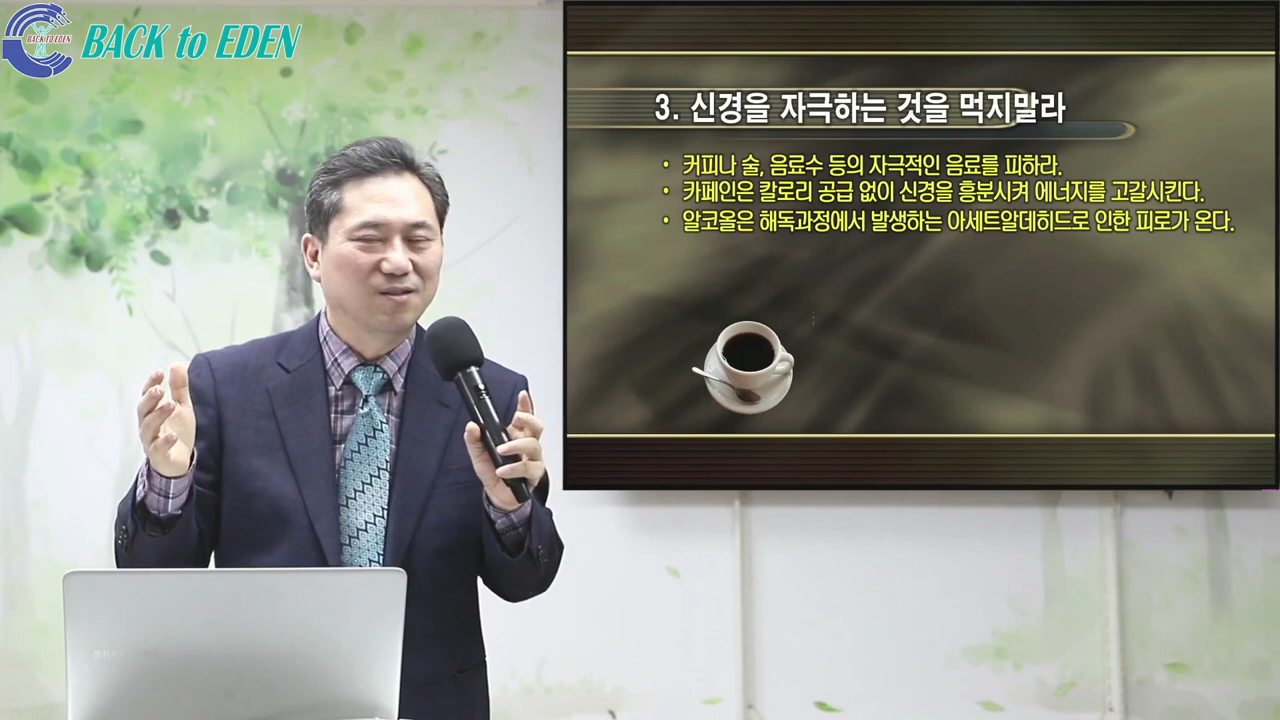 BACK TO EDEN
BACK to EDEN
3. 신경을 자극하는 것을 먹지말라
• 커피나 술, 음료수 등의 자극적인 음료를 피하라.
• 카페인은 칼로리 공급 없이 신경을 흥분시켜 에너지를 고갈시킨다.
• 알코올은 해독과정에서 발생하는 아세트알데히드로 인한 피로가 온다.